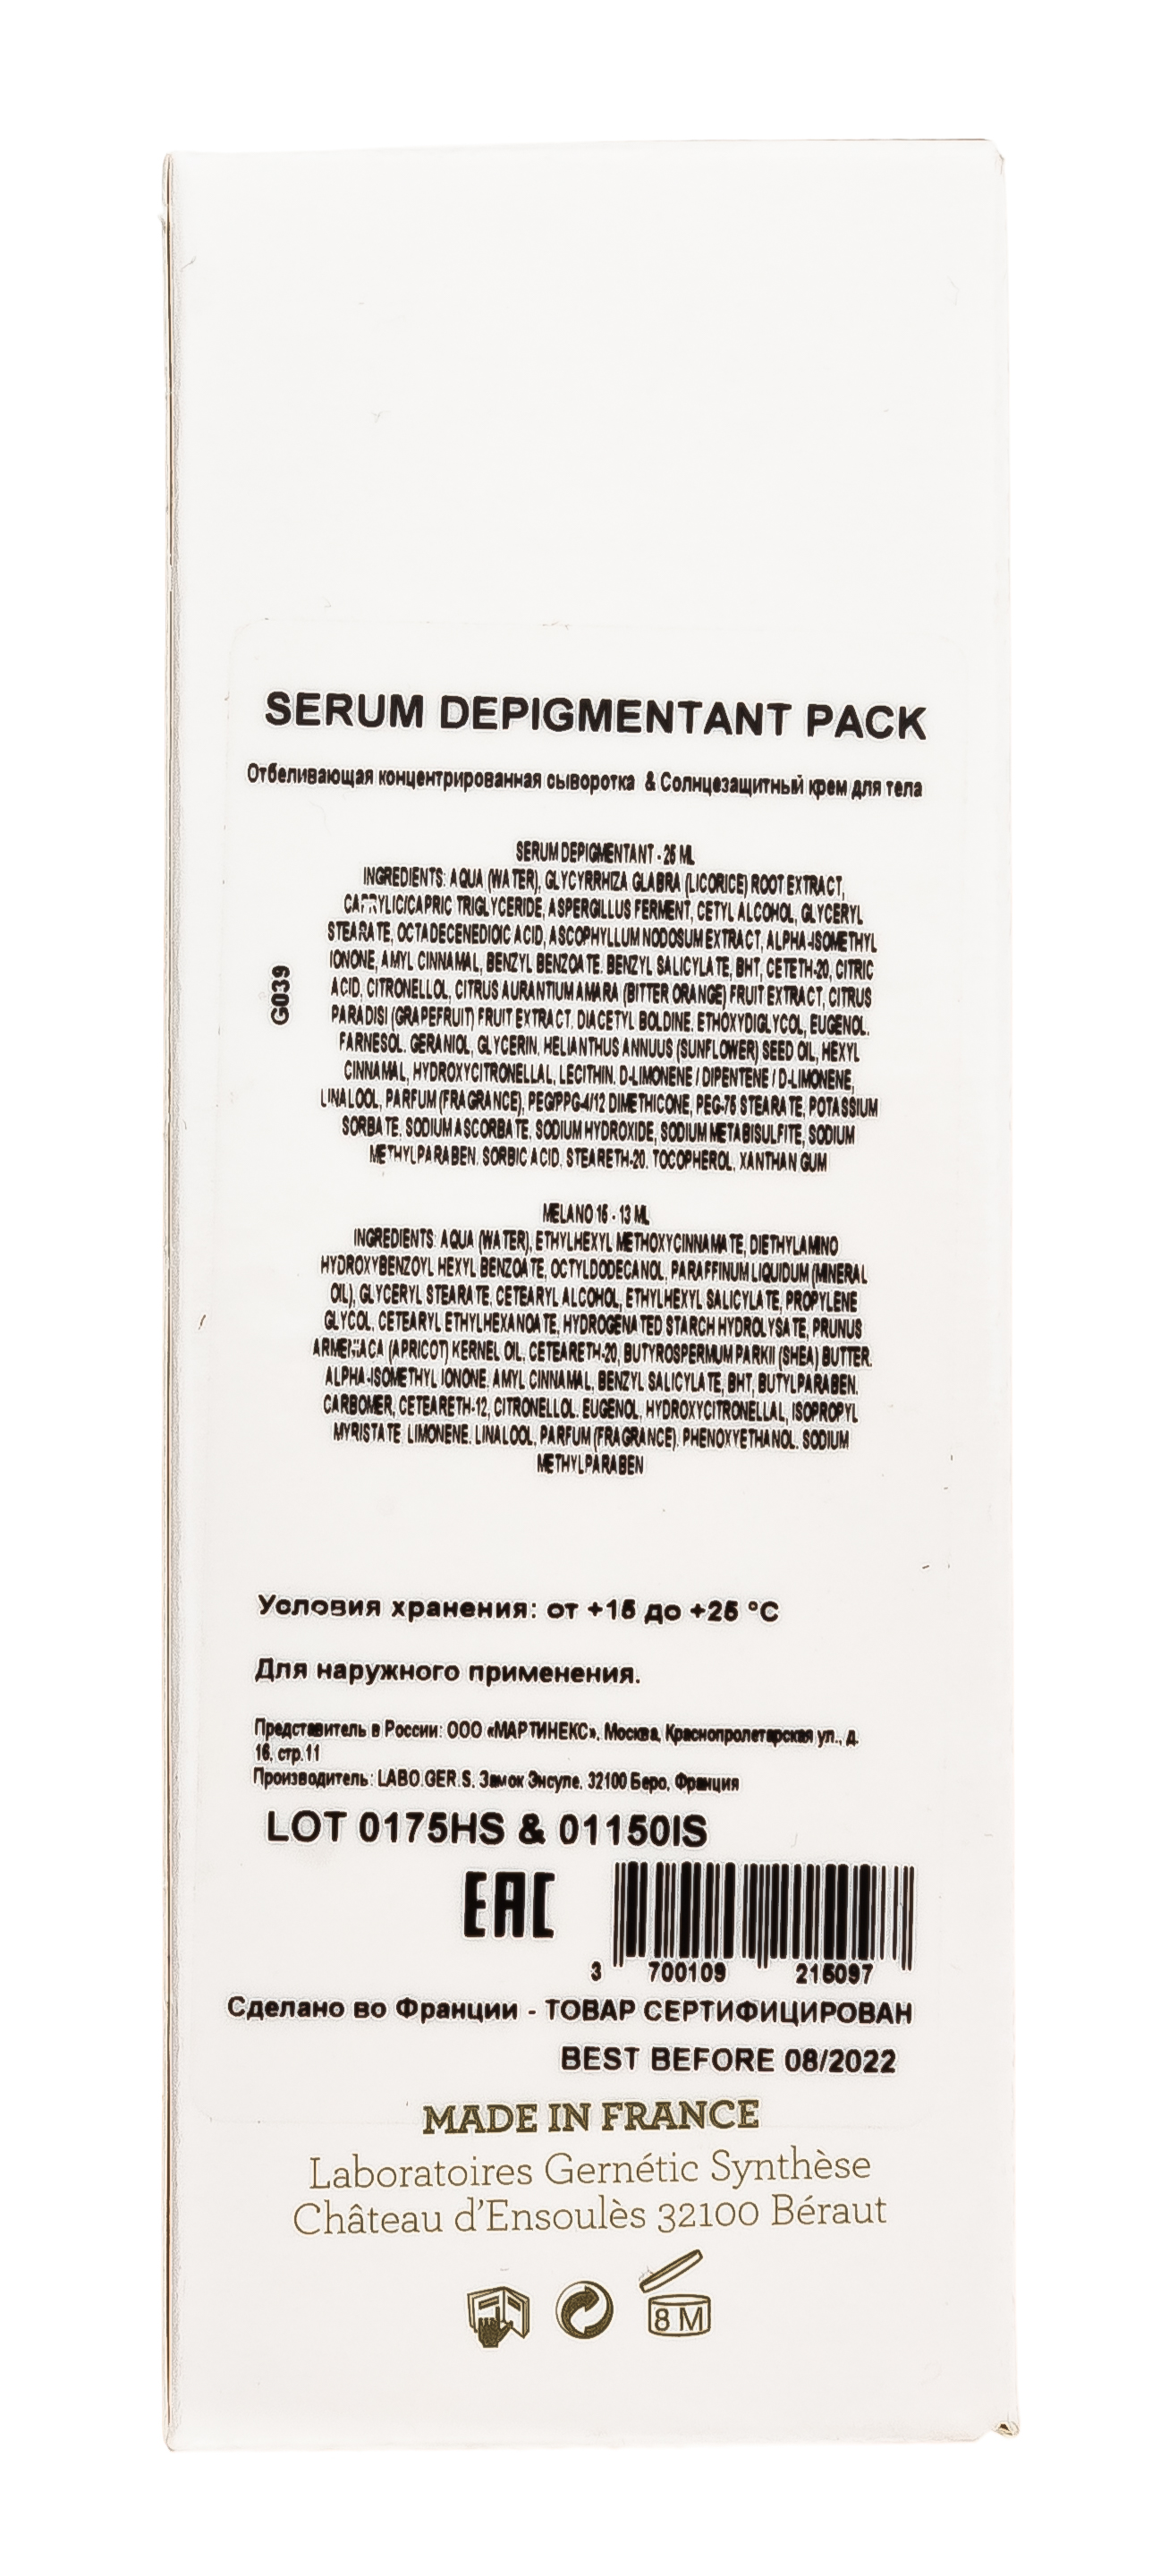 SERUM DEPIGMENTANT PACK
Отбеливающая концентрированная сыворотка & Солнцезащитный крем для тела
G039
SERUM DEPIGMENTANT - 25 ML
INGREDIENTS: AQUA (WATER), GLYCYRRHIZA GLABRA (LICORICE) ROOT EXTRACT,
CAPRYLIC/CAPRIC TRIGLYCERIDE, ASPERGILLUS FERMENT, CETYL ALCOHOL, GLYCERYL
STEARATE, OCTADECENEDIOIC ACID, ASCOPHYLLUM NODOSUM EXTRACT, ALPHA-ISOMETHYL
IONONE, AMYL CINNAMAL, BENZYL BENZOATE. BENZYL SALICYLATE, BHT, CETETH-20, CITRIC
ACID, CITRONELLOL, CITRUS AURANTIUM AMARA (BITTER ORANGE) FRUIT EXTRACT, CITRUS
PARADISI (GRAPEFRUIT) FRUIT EXTRACT, DIACETYL BOLDINE, ETHOXYDIGLYCOL, EUGENOL,
FARNESOL. GERANIOL, GLYCERIN, HELIANTHUS ANNUUS (SUNFLOWER) SEED OIL, HEXYL
CINNAMAL, HYDROXYCITRONELLAL, LECITHIN, D-LIMONENE / DIPENTENE / D-LIMONENE,
LINALOOL, PARFUM (FRAGRANCE), PEG/PPG-4/12 DIMETHICONE, PEG-75 STEARATE, POTASSIUM
SORBATE, SODIUM ASCORBATE, SODIUM HYDROXIDE, SODIUM METABISULFITE, SODIUM
METHYLPARABEN, SORBIC ACID, STEARETH-20, TOCOPHEROL, XANTHAN GUM
MELANO 15 - 13 ML
INGREDIENTS: AQUA (WATER), ETHYLHEXYL METHOXYCINNAMATE, DIETHYLAMINO
HYDROXYBENZOYL HEXYL BENZOATE, OCTYLDODECANOL, PARAFFINUM LIQUIDUM (MINERAL
OIL), GLYCERYL STEARATE, CETEARYL ALCOHOL, ETHYLHEXYL SALICYLATE, PROPYLENE
GLYCOL, CETEARYL ETHYLHEXANOATE, HYDROGENATED STARCH HYDROLYSATE, PRUNUS
ARMENIACA (APRICOT) KERNEL OIL, CETEARETH-20, BUTYROSPERMUM PARKII (SHEA) BUTTER,
ALPHA-ISOMETHYL IONONE, AMYL CINNAMAL, BENZYL SALICYLATE, BHT, BUTYLPARABEN,
CARBOMER, CETEARETH-12, CITRONELLOL. EUGENOL, HYDROXYCITRONELLAL, ISOPROPYL
MYRISTATE, LIMONENE, LINALOOL, PARFUM (FRAGRANCE), PHENOXYETHANOL, SODIUM
METHYLPARABEN
Условия хранения: от +15 до +25 °C
Для наружного применения.
Представитель в России: ООО «МАРТИНЕКС», Москва, Краснопролетарская ул., д.
16, стр.11
Производитель: LABO.GER.S, Замок Энсуле, 32100 Беро, Франция
LOT 0175HS & 01150IS
EAC
3 700109 215097
Сделано во Франции - ТОВАР СЕРТИФИЦИРОВАН
BEST BEFORE 08/2022
MADE IN FRANCE
Laboratoires Gernétic Synthèse
Château d'Ensoulès 32100 Béraut
8 M